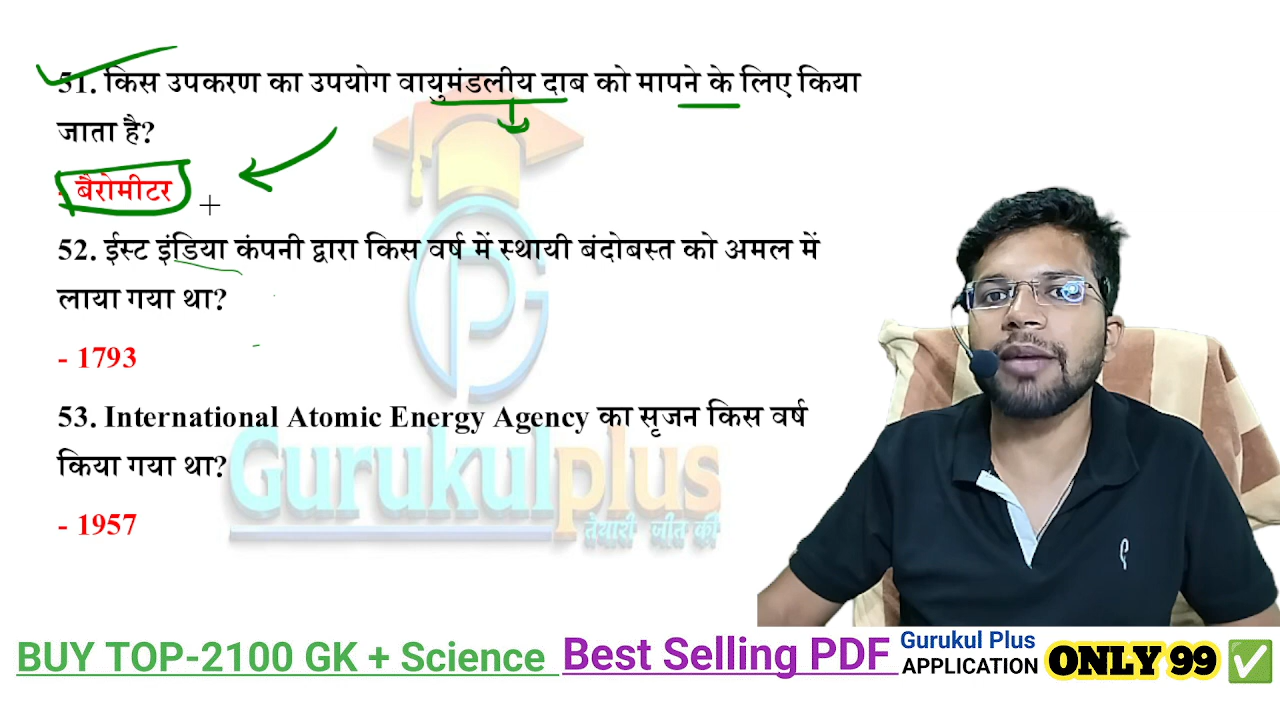 51. किस उपकरण का उपयोग वायुमंडलीय दाब को मापने के लिए किया
जाता है?
- बैरोमीटर
52. ईस्ट इंडिया कंपनी द्वारा किस वर्ष में स्थायी बंदोबस्त को अमल में
लाया गया था?
- 1793
53. International Atomic Energy Agency का सृजन किस वर्ष
किया गया था?
- 1957
Gurukulplus
तैयारी जीत की
BUY TOP-2100 GK + Science Best Selling PDF
Gurukul Plus
APPLICATION
ONLY 99